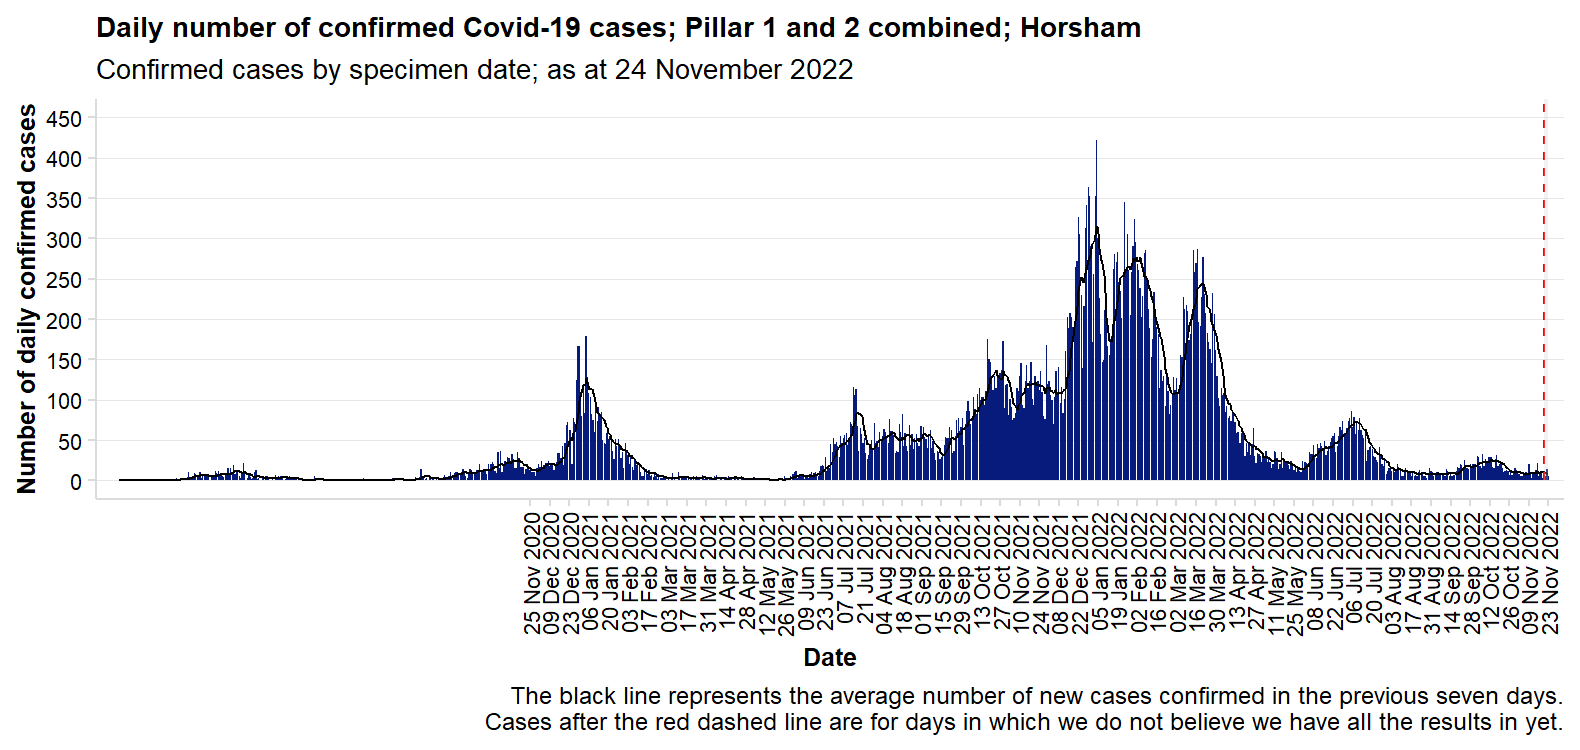 Daily number of confirmed Covid-19 cases; Pillar 1 and 2 combined; Horsham
Confirmed cases by specimen date; as at 24 November 2022
Number of daily confirmed cases
450
400
350
300
250
200
150
100
50
0
25 Nov 2020
09 Dec 2020
23 Dec 2020
06 Jan 2021
20 Jan 2021
03 Feb 2021
17 Feb 2021
03 Mar 2021
17 Mar 2021
31 Mar 2021
14 Apr 2021
28 Apr 2021
12 May 2021
26 May 2021
09 Jun 2021
23 Jun 2021
07 Jul 2021
21 Jul 2021
04 Aug 2021
18 Aug 2021
01 Sep 2021
15 Sep 2021
29 Sep 2021
13 Oct 2021
27 Oct 2021
10 Nov 2021
24 Nov 2021
08 Dec 2021
22 Dec 2021
05 Jan 2022
19 Jan 2022
02 Feb 2022
16 Feb 2022
02 Mar 2022
16 Mar 2022
30 Mar 2022
13 Apr 2022
27 Apr 2022
11 May 2022
25 May 2022
08 Jun 2022
22 Jun 2022
06 Jul 2022
20 Jul 2022
03 Aug 2022
17 Aug 2022
31 Aug 2022
14 Sep 2022
28 Sep 2022
12 Oct 2022
26 Oct 2022
09 Nov 2022
23 Nov 2022
Date
The black line represents the average number of new cases confirmed in the previous seven days.
Cases after the red dashed line are for days in which we do not believe we have all the results in yet.